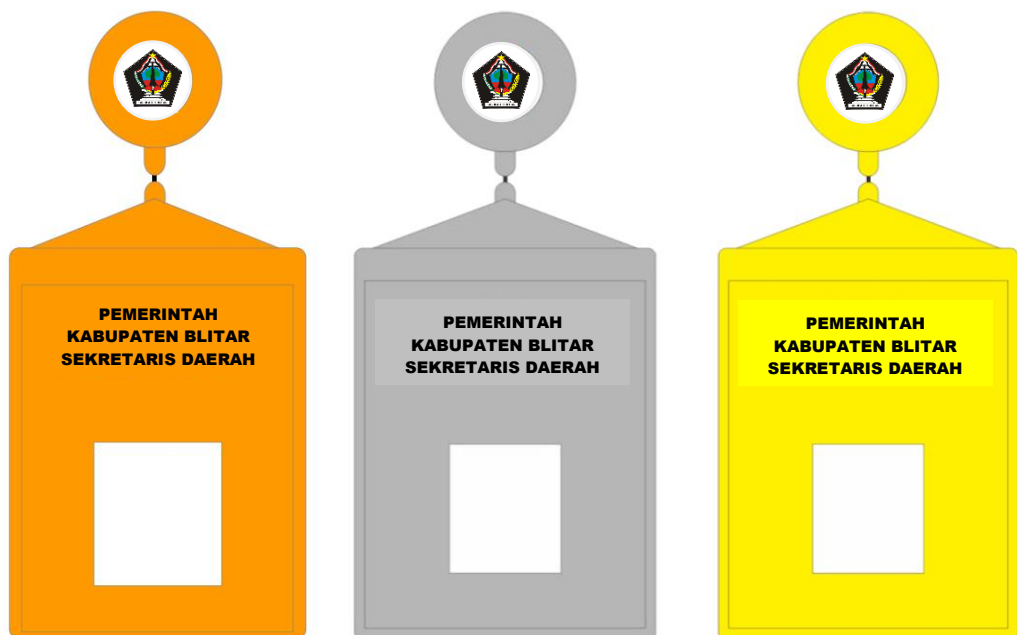 PEMERINTAH
KABUPATEN BLITAR
SEKRETARIS DAERAH
PEMERINTAH
KABUPATEN BLITAR
SEKRETARIS DAERAH
PEMERINTAH
KABUPATEN BLITAR
SEKRETARIS DAERAH